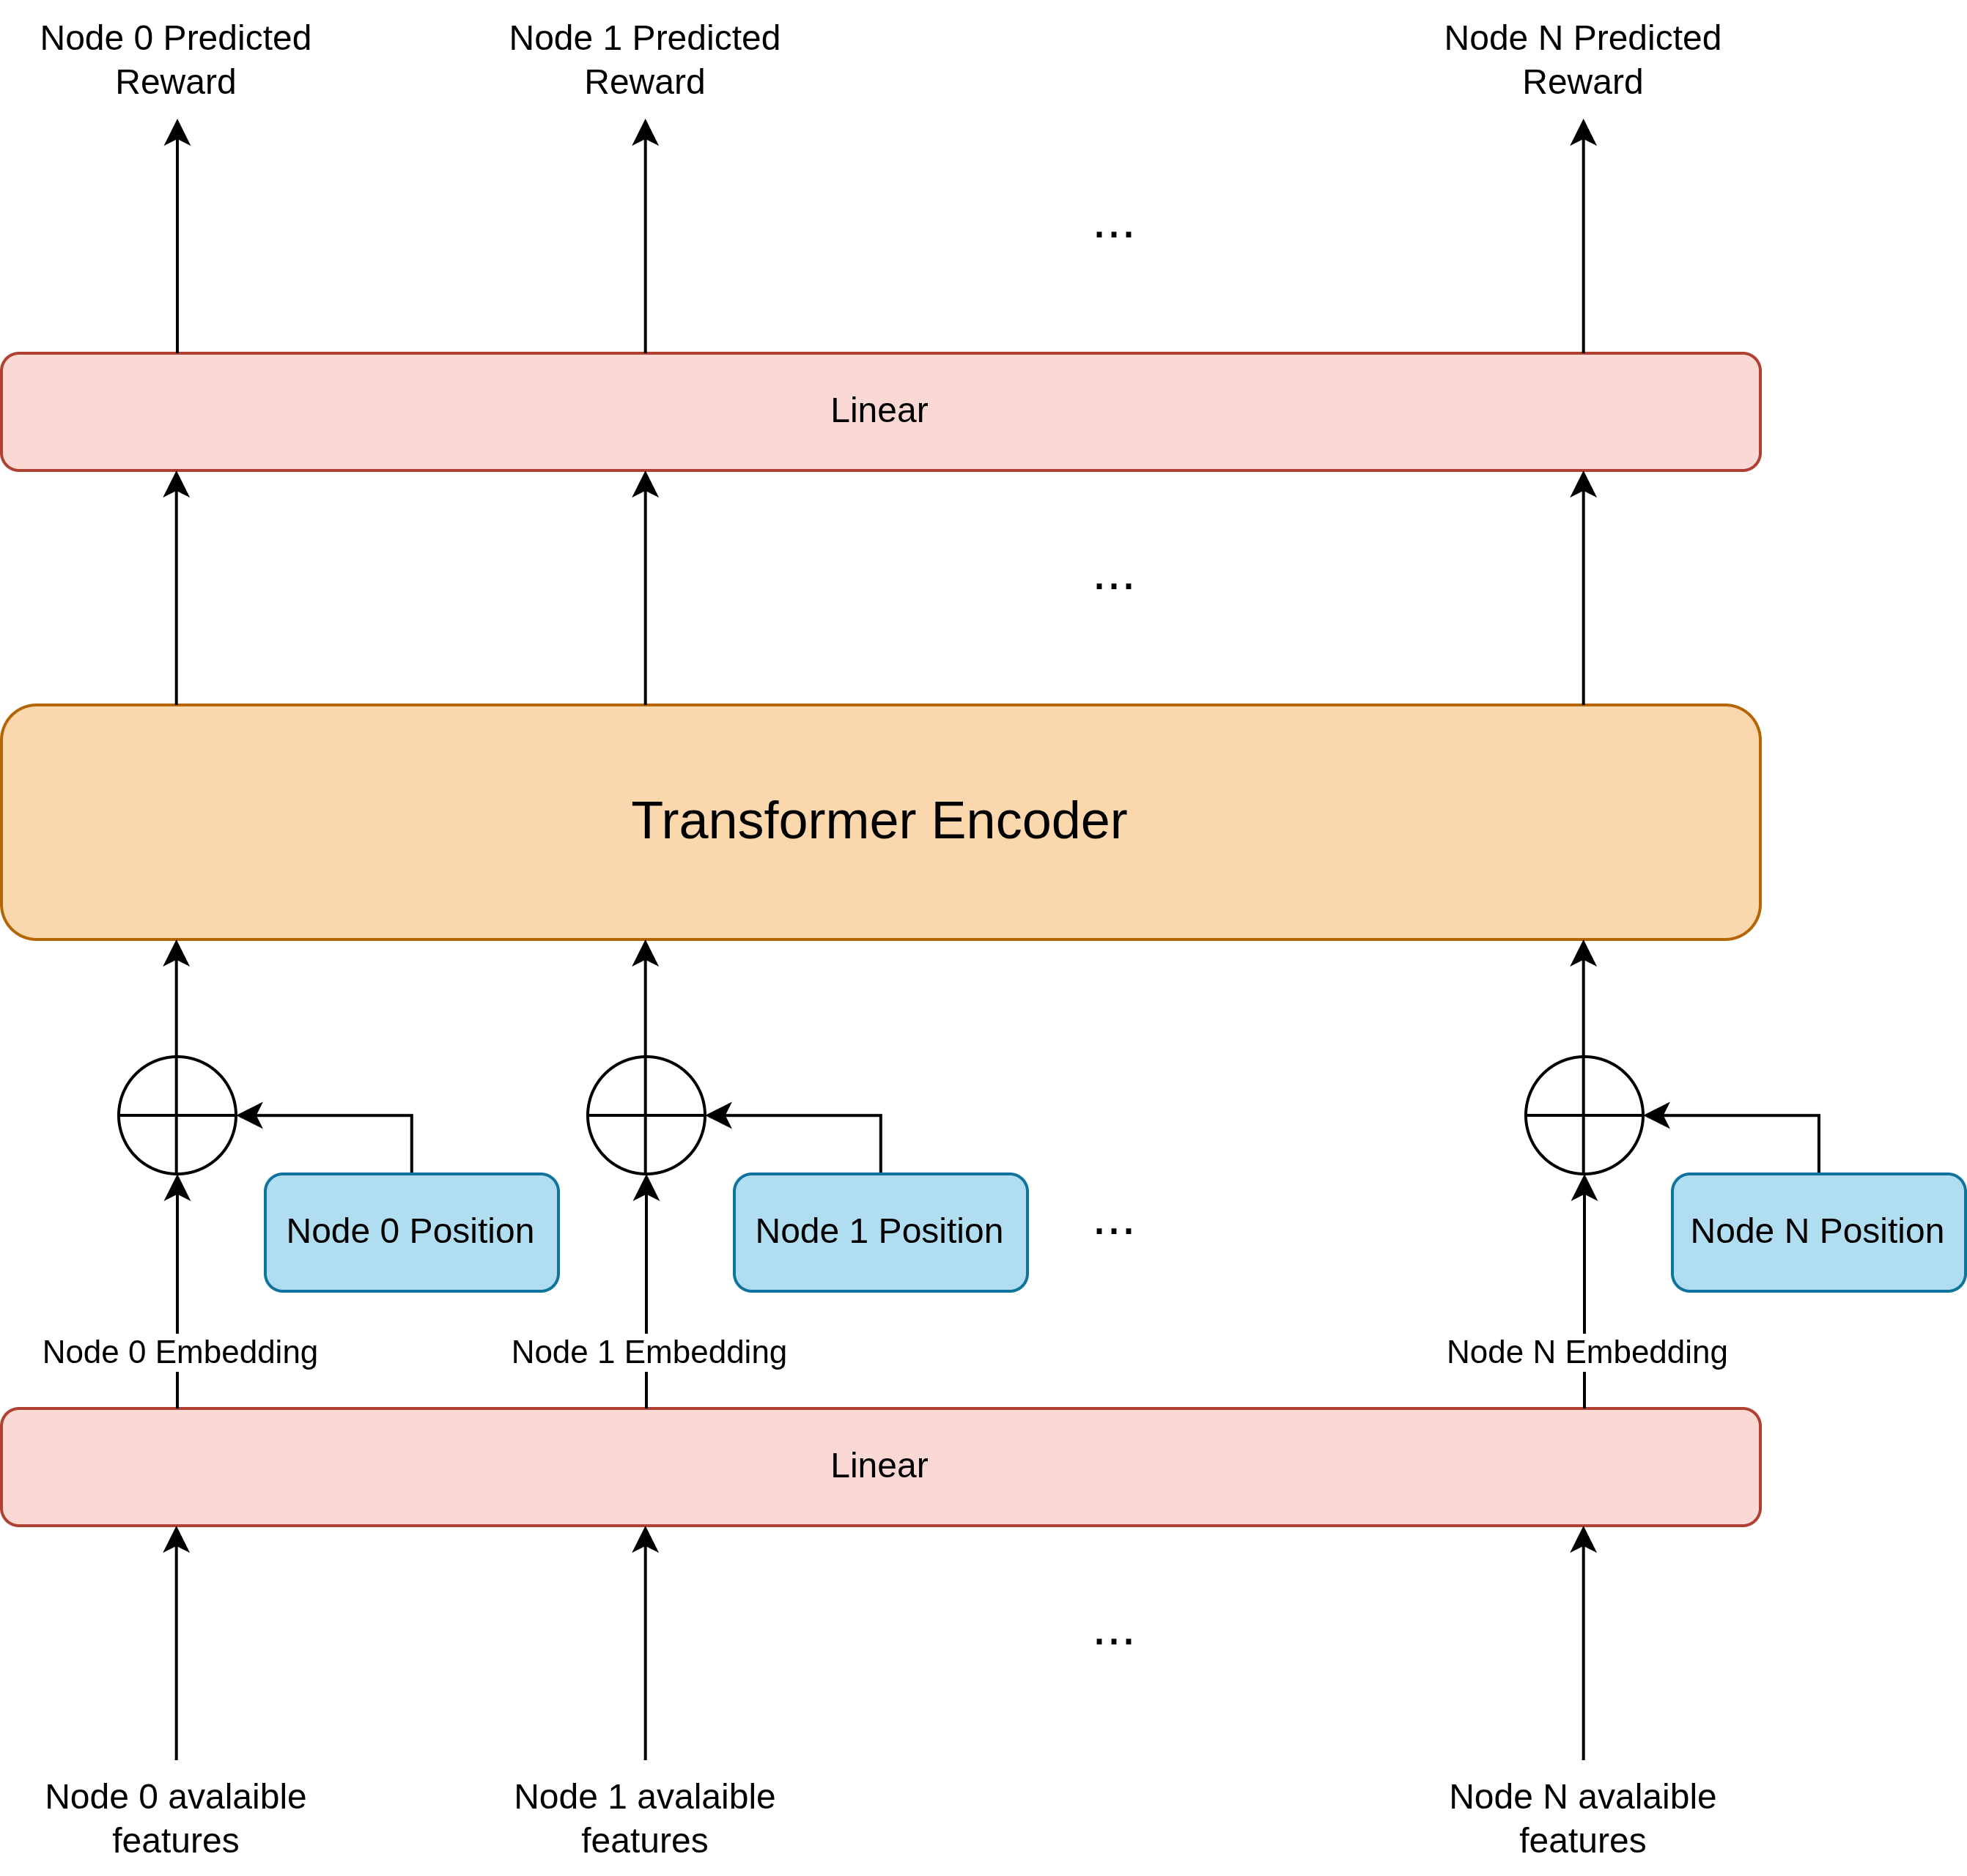 Node 0 Predicted
Reward
Node 1 Predicted
Reward
Node N Predicted
Reward
...
Linear
...
Transformer Encoder
Node 0 Position
Node 1 Position
...
Node N Position
Node 0 Embedding
Node 1 Embedding
Node N Embedding
Linear
...
Node 0 avalaible
features
Node 1 avalaible
features
Node N avalaible
features